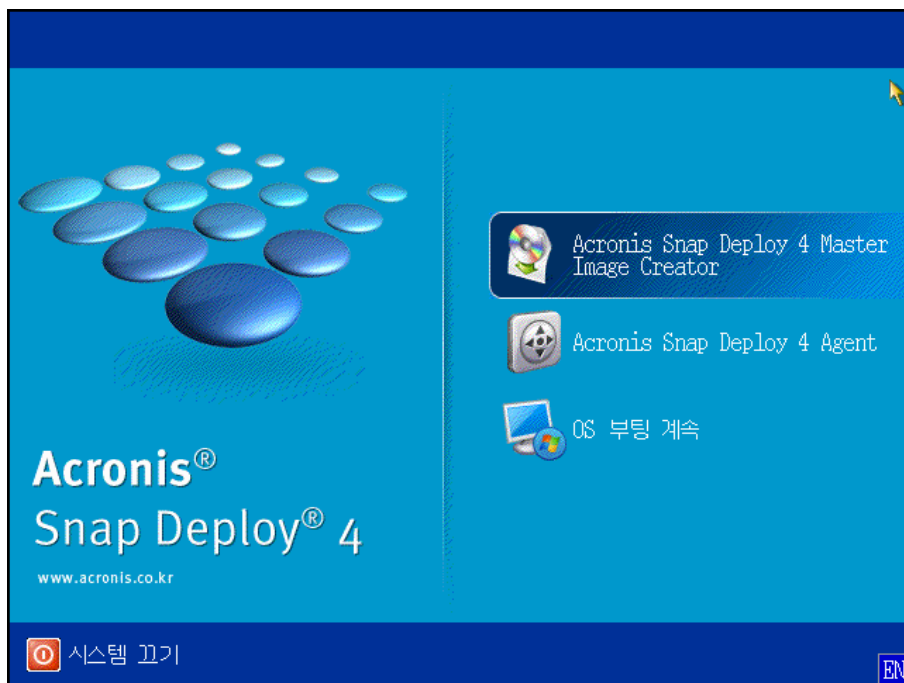 Acronis Snap Deploy 4 Master
Image Creator
Acronis Snap Deploy 4 Agent
OS 부팅 계속
Acronis®
Snap Deploy® 4
www.acronis.co.kr
시스템 끄기
EN